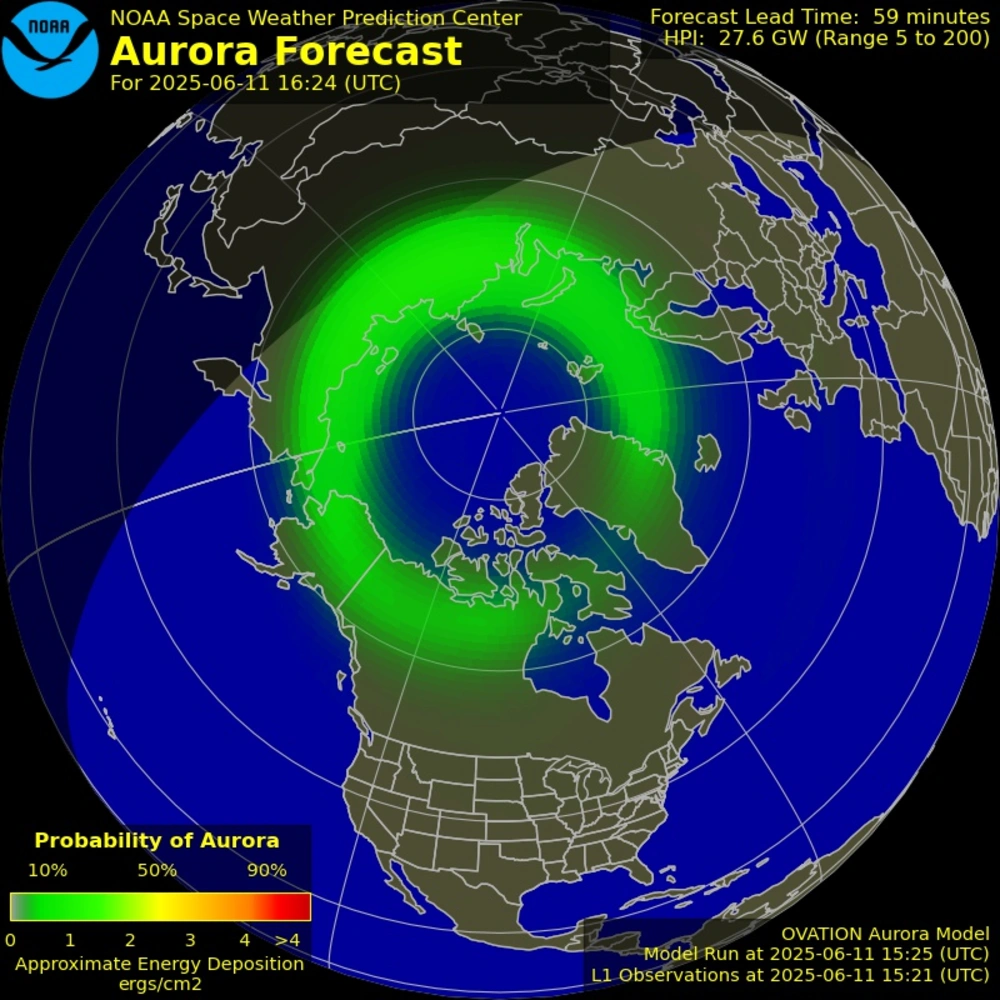 NOAA
NOAA Space Weather Prediction Center
Aurora Forecast
For 2025-06-11 16:24 (UTC)
Forecast Lead Time: 59 minutes
HPI: 27.6 GW (Range 5 to 200)
Probability of Aurora
10% 50% 90%
0 1 2 3 4 >4
Approximate Energy Deposition
ergs/cm2
OVATION Aurora Model
Model Run at 2025-06-11 15:25 (UTC)
L1 Observations at 2025-06-11 15:21 (UTC)